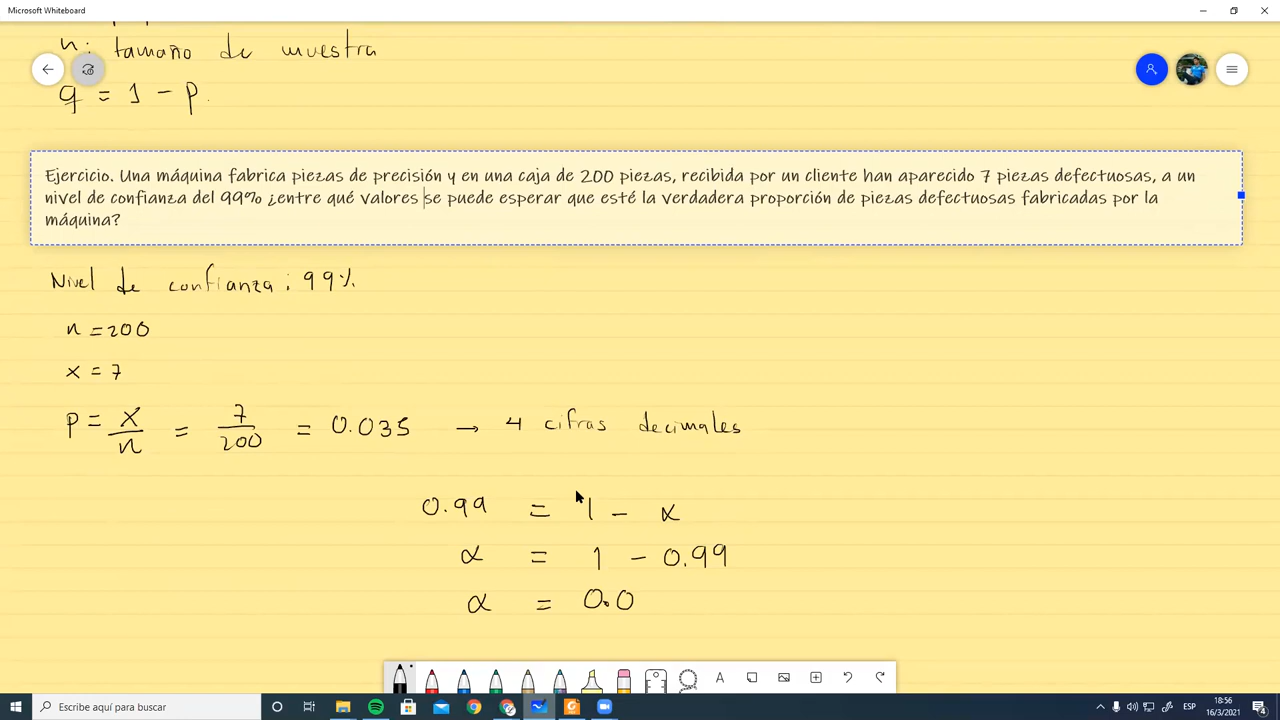 Microsoft Whiteboard
n: tamaño de muestra
q = 1 - p.
Ejercicio. Una máquina fabrica piezas de precisión y en una caja de 200 piezas, recibida por un cliente han aparecido 7 piezas defectuosas, a un
nivel de confianza del 99% ¿entre qué valores se puede esperar que esté la verdadera proporción de piezas defectuosas fabricadas por la
máquina?
Nivel de confianza: 99%
n = 200
x = 7
p = x/n = 7/200 = 0.035 → 4 cifras decimales
0.99 = 1 - α
α = 1 - 0.99
α = 0.0
A
Escribe aquí para buscar
ESP
18:56
16/3/2021
4